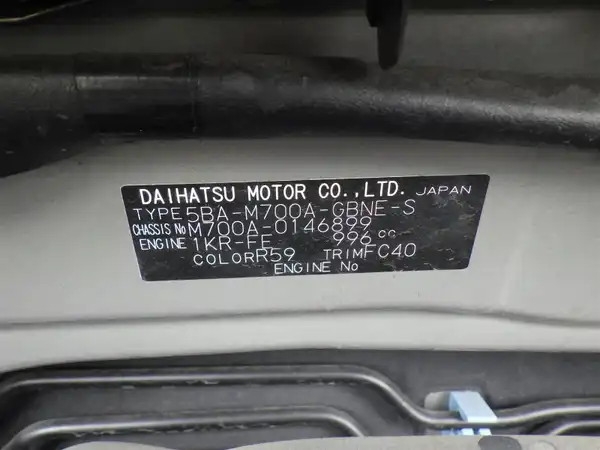 DAIHATSU MOTOR CO.,LTD. JAPAN
TYPE 5BA-M700A-GBNE-S
CHASSIS No M700A-0146899
ENGINE 1KR-FE 996 cc
COLOR R59 TRIM FC40
ENGINE No